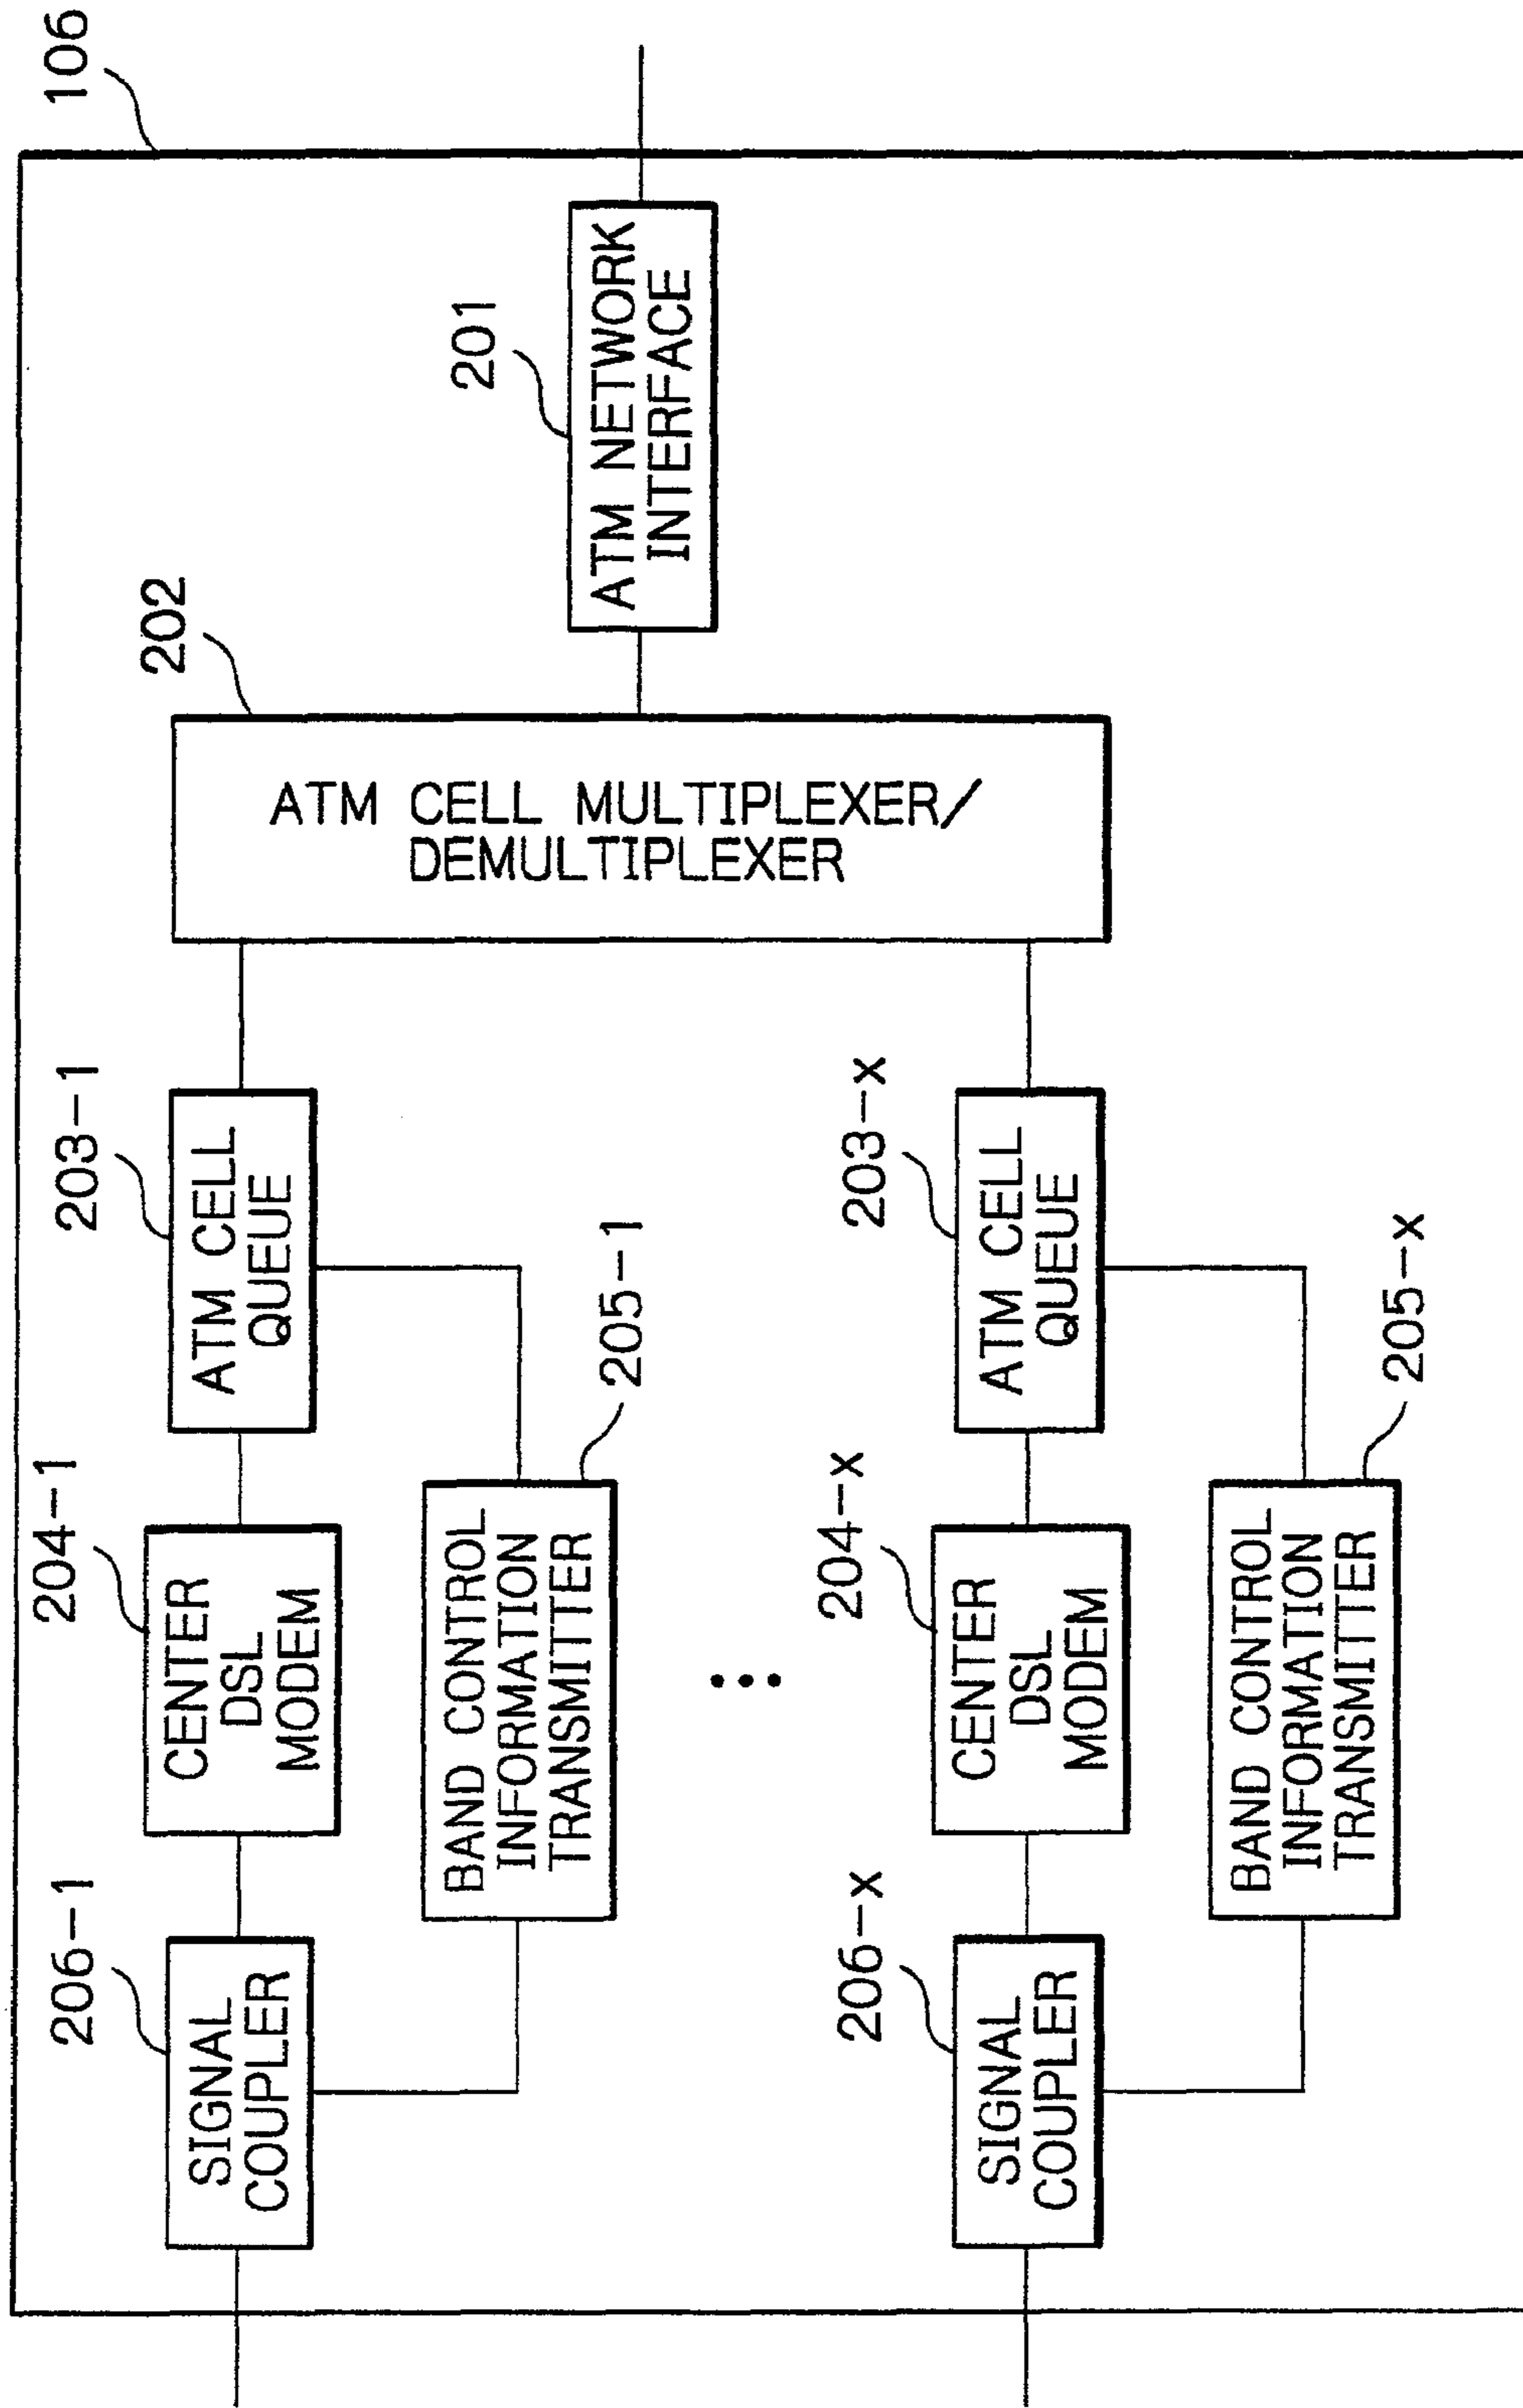 106
201
ATM NETWORK
INTERFACE
202
ATM CELL MULTIPLEXER/
DEMULTIPLEXER
203-1
ATM CELL
QUEUE
204-1
CENTER
DSL
MODEM
205-1
BAND CONTROL
INFORMATION
TRANSMITTER
206-1
SIGNAL
COUPLER
203-x
ATM CELL
QUEUE
204-x
CENTER
DSL
MODEM
205-x
BAND CONTROL
INFORMATION
TRANSMITTER
206-x
SIGNAL
COUPLER